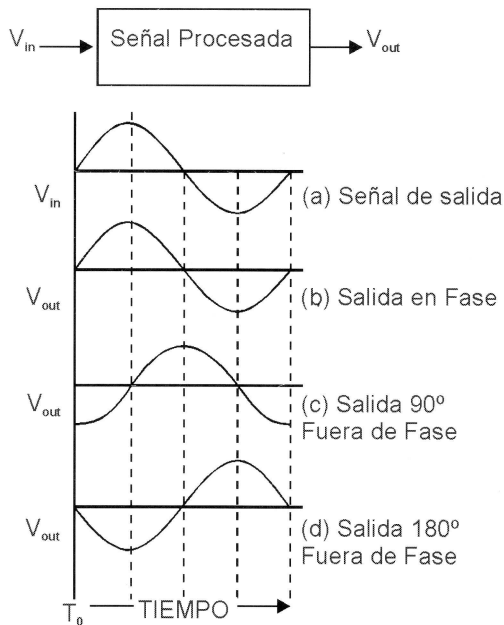 Señal Procesada
V_in
V_out
V_in
(a) Señal de salida
V_out
(b) Salida en Fase
V_out
(c) Salida 90º
Fuera de Fase
V_out
(d) Salida 180º
Fuera de Fase
T_0
TIEMPO